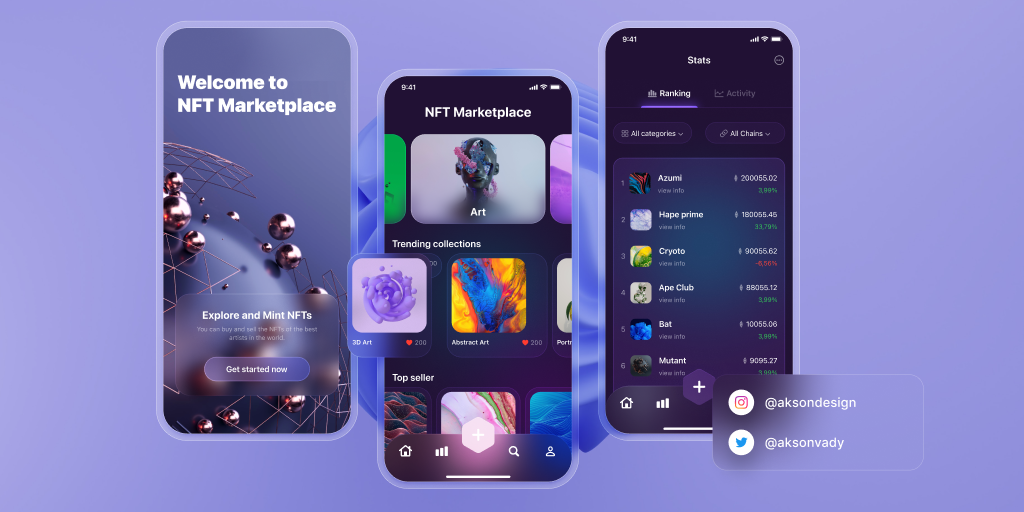 Welcome to
NFT Marketplace
Explore and Mint NFTs
You can buy and sell the NFTs of the best
artists in the world.
Get started now
9:41
NFT Marketplace
Art
Trending collections
3D Art
200
Abstract Art
200
Top seller
9:41
Stats
Ranking
Activity
All categories
All Chains
1
Azumi
200055.02
view info
3,99%
2
Hape prime
180055.45
view info
33,79%
3
Cryoto
90055.62
view info
-6,56%
4
Ape Club
88055.12
view info
3,99%
5
Bat
10055.06
view info
3,99%
6
Mutant
9095.27
view info
3,99%
@aksondesign
@aksonvady